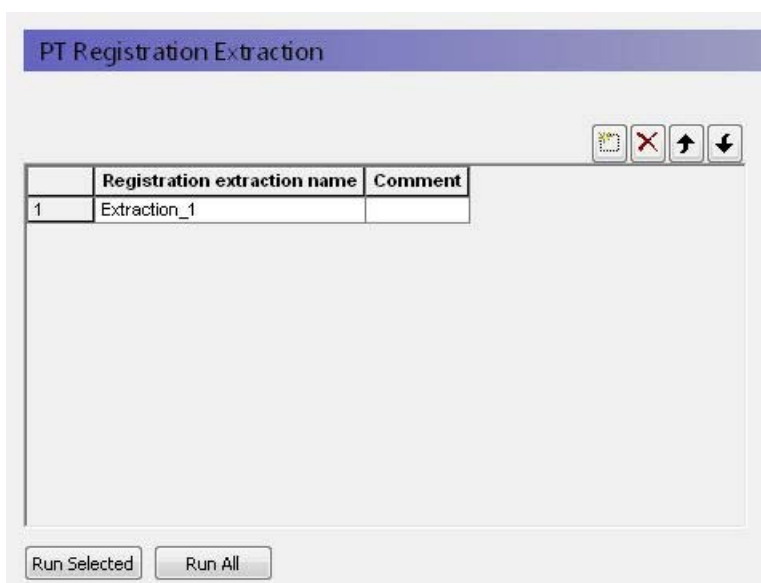 PT Registration Extraction
Registration extraction name Comment
1 Extraction_1
Run Selected Run All